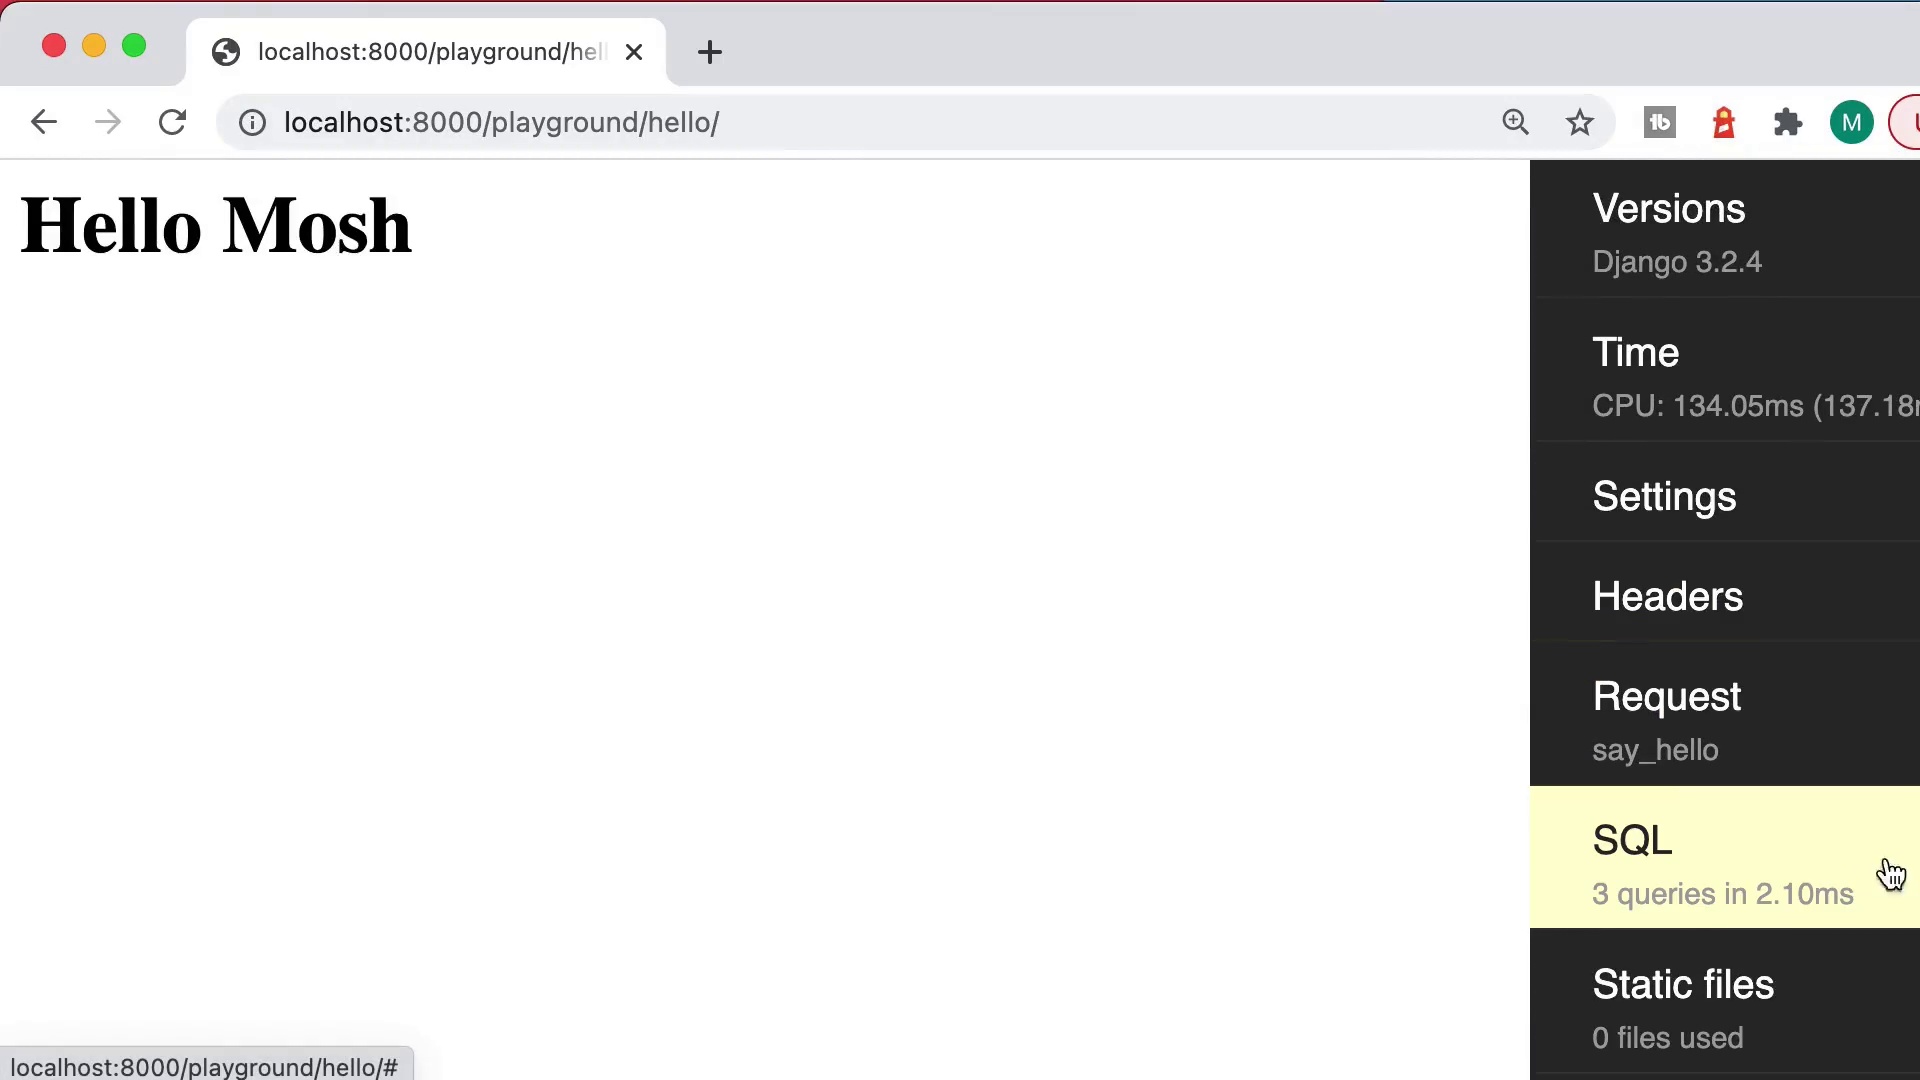 localhost:8000/playground/hell
localhost:8000/playground/hello/
M
Hello Mosh
Versions
Django 3.2.4
Time
CPU: 134.05ms (137.18
Settings
Headers
Request
say_hello
SQL
3 queries in 2.10ms
Static files
0 files used
localhost:8000/playground/hello/#